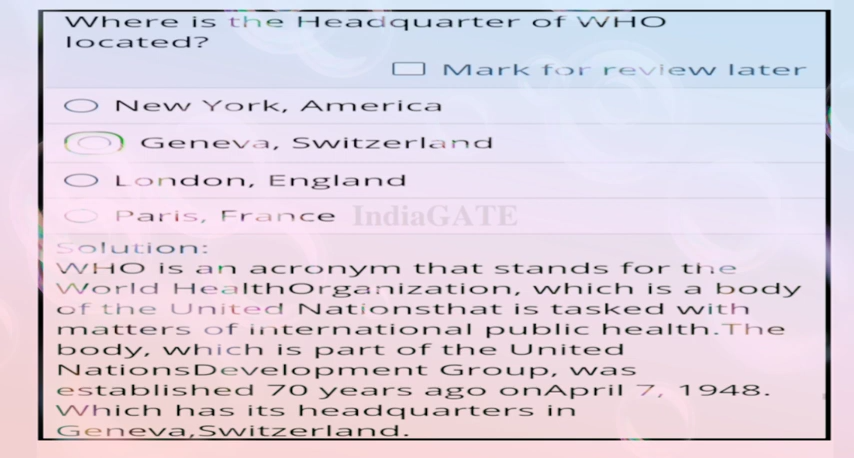 Where is the Headquarter of WHO
located?
Mark for review later
New York, America
Geneva, Switzerland
London, England
Paris, France IndiaGATE
Solution:
WHO is an acronym that stands for the
World HealthOrganization, which is a body
of the United Nationsthat is tasked with
matters of international public health.The
body, which is part of the United
NationsDevelopment Group, was
established 70 years ago onApril 7, 1948.
Which has its headquarters in
Geneva,Switzerland.